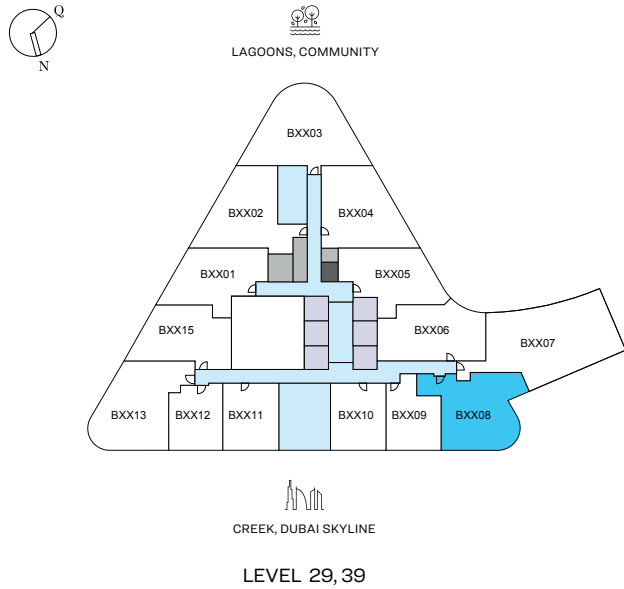 Q
N
LAGOONS, COMMUNITY
BXX03
BXX02
BXX04
BXX01
BXX05
BXX15
BXX06
BXX07
BXX13
BXX12
BXX11
BXX10
BXX09
BXX08
CREEK, DUBAI SKYLINE
LEVEL 29,39